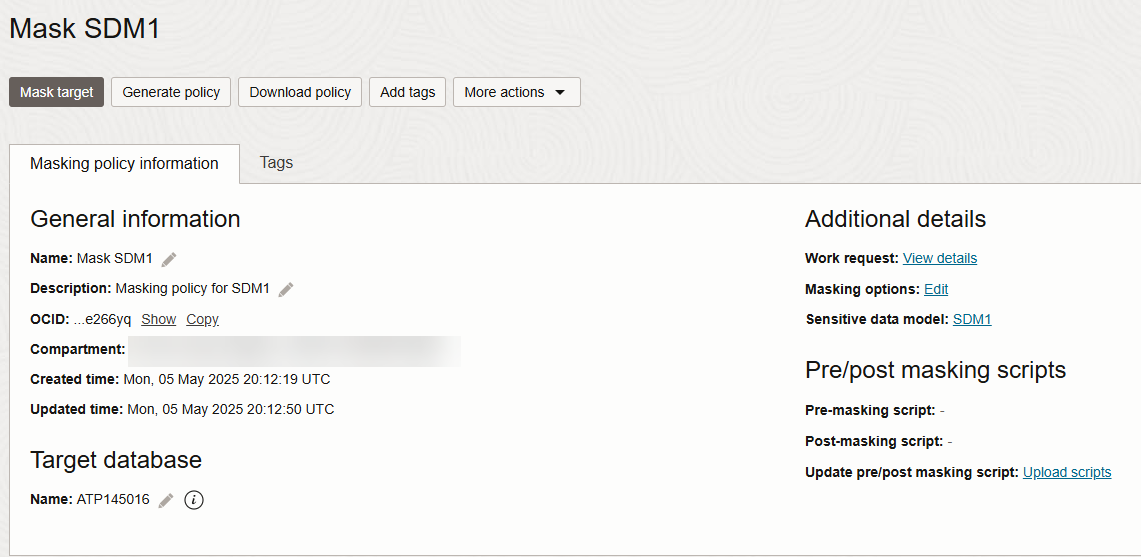 Mask SDM1
Mask target
Generate policy
Download policy
Add tags
More actions
Masking policy information
Tags
General information
Name: Mask SDM1
Description: Masking policy for SDM1
OCID: ...e266yq Show Copy
Compartment:
Created time: Mon, 05 May 2025 20:12:19 UTC
Updated time: Mon, 05 May 2025 20:12:50 UTC
Target database
Name: ATP145016
Additional details
Work request: View details
Masking options: Edit
Sensitive data model: SDM1
Pre/post masking scripts
Pre-masking script: -
Post-masking script: -
Update pre/post masking script: Upload scripts